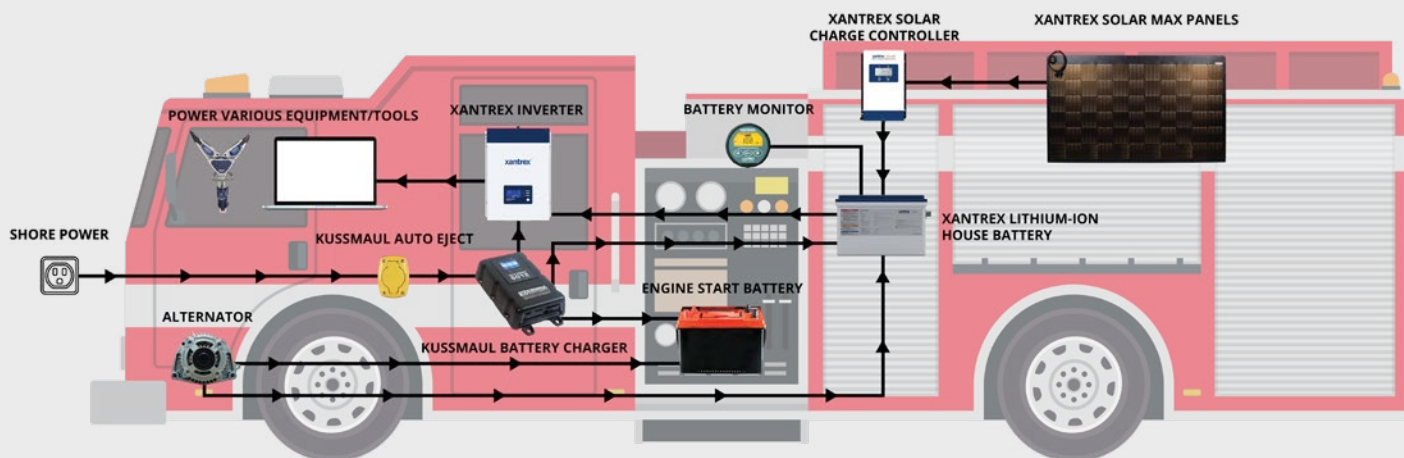 XANTREX SOLAR
CHARGE CONTROLLER
XANTREX SOLAR MAX PANELS
POWER VARIOUS EQUIPMENT/TOOLS
XANTREX INVERTER
BATTERY MONITOR
xantrex
SHORE POWER
KUSSMAUL AUTO EJECT
XANTREX LITHIUM-ION
HOUSE BATTERY
ENGINE START BATTERY
ALTERNATOR
KUSSMAUL BATTERY CHARGER